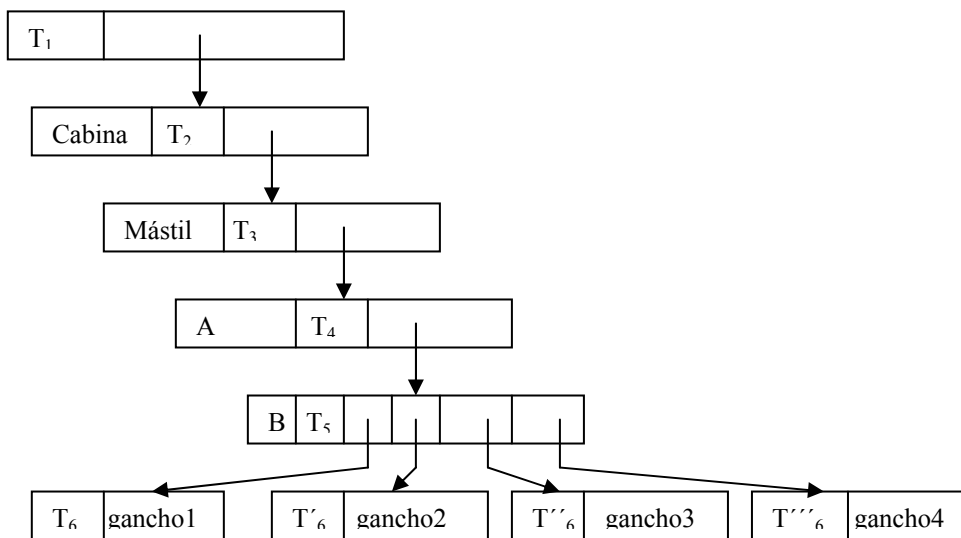 T₁
Cabina T₂
Mástil T₃
A T₄
B T₅
T₆ gancho1 T´₆ gancho2 T´´₆ gancho3 T´´´₆ gancho4